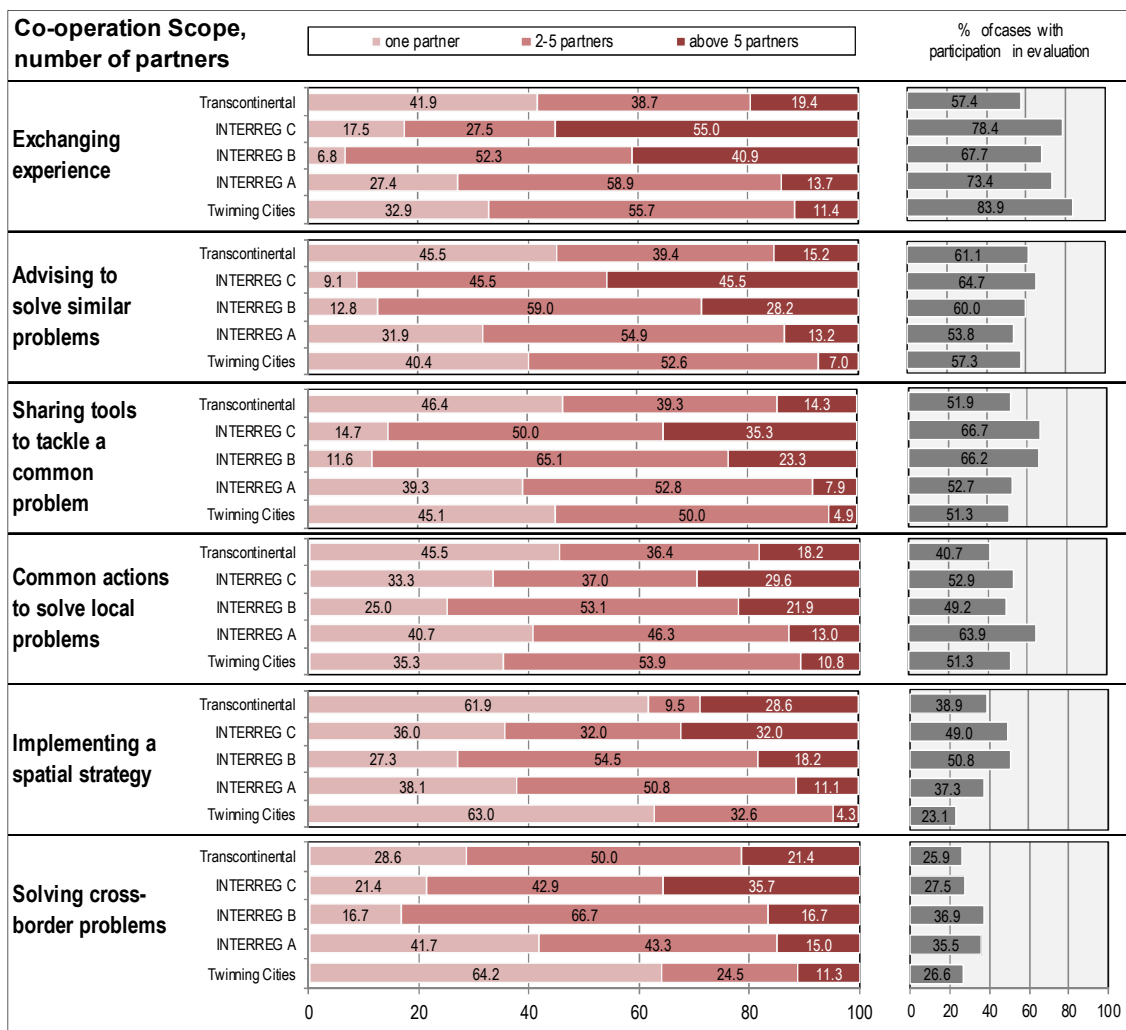 Co-operation Scope,
number of partners
one partner 2-5 partners above 5 partners
% of cases with
participation in evaluation
Exchanging
experience
Transcontinental 41.9 38.7 19.4 57.4
INTERREG C 17.5 27.5 55.0 78.4
INTERREG B 6.8 52.3 40.9 67.7
INTERREG A 27.4 58.9 13.7 73.4
Twinning Cities 32.9 55.7 11.4 83.9
Advising to
solve similar
problems
Transcontinental 45.5 39.4 15.2 61.1
INTERREG C 9.1 45.5 45.5 64.7
INTERREG B 12.8 59.0 28.2 60.0
INTERREG A 31.9 54.9 13.2 53.8
Twinning Cities 40.4 52.6 7.0 57.3
Sharing tools
to tackle a
common
problem
Transcontinental 46.4 39.3 14.3 51.9
INTERREG C 14.7 50.0 35.3 66.7
INTERREG B 11.6 65.1 23.3 66.2
INTERREG A 39.3 52.8 7.9 52.7
Twinning Cities 45.1 50.0 4.9 51.3
Common actions
to solve local
problems
Transcontinental 45.5 36.4 18.2 40.7
INTERREG C 33.3 37.0 29.6 52.9
INTERREG B 25.0 53.1 21.9 49.2
INTERREG A 40.7 46.3 13.0 63.9
Twinning Cities 35.3 53.9 10.8 51.3
Implementing a
spatial strategy
Transcontinental 61.9 9.5 28.6 38.9
INTERREG C 36.0 32.0 32.0 49.0
INTERREG B 27.3 54.5 18.2 50.8
INTERREG A 38.1 50.8 11.1 37.3
Twinning Cities 63.0 32.6 4.3 23.1
Solving cross-
border problems
Transcontinental 28.6 50.0 21.4 25.9
INTERREG C 21.4 42.9 35.7 27.5
INTERREG B 16.7 66.7 16.7 36.9
INTERREG A 41.7 43.3 15.0 35.5
Twinning Cities 64.2 24.5 11.3 26.6
0 20 40 60 80 100 0 20 40 60 80 100